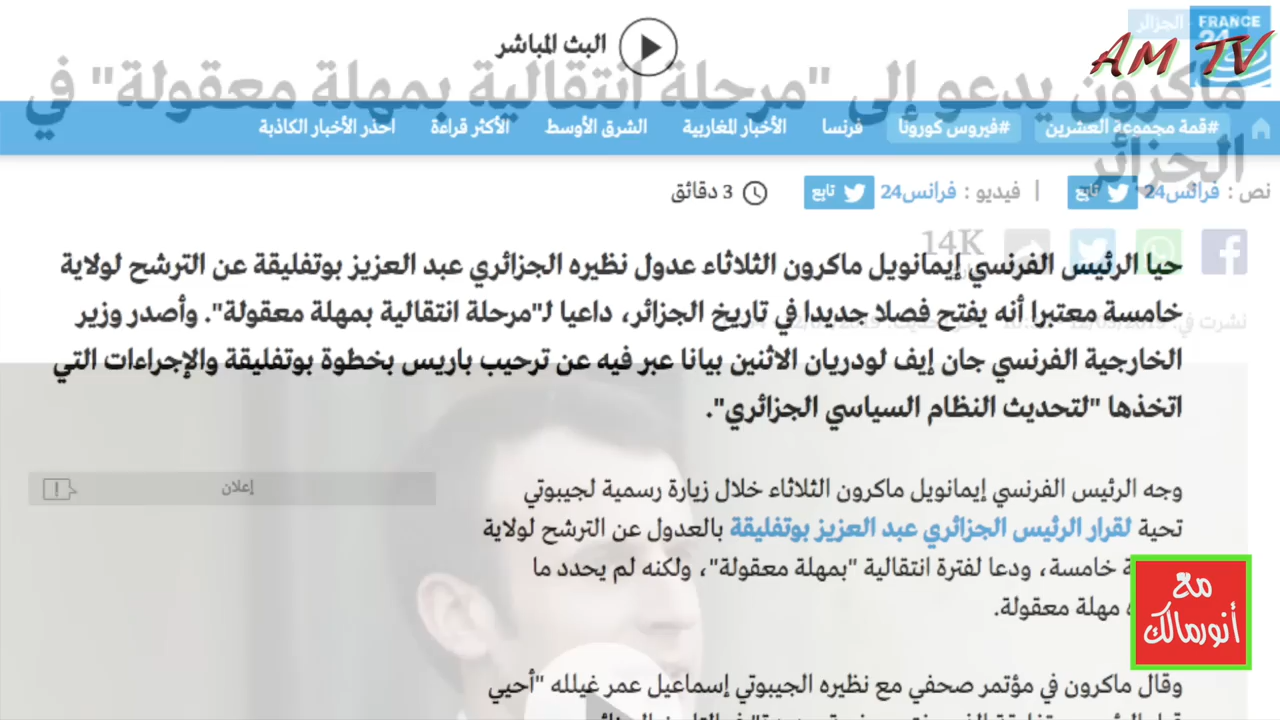 الجزائر
FRANCE 24
AM TV
البث المباشر
ماكرون يدعو إلى "مرحلة انتقالية بمهلة معقولة" في
الجزائر
#قمة مجموعة العشرين #فيروس كورونا فرنسا الأخبار المغاربية الشرق الأوسط الأكثر قراءة احذر الأخبار الكاذبة
نص : فرانس24 تابع | فيديو : فرانس24 تابع 3 دقائق
14K
نشرت في:
حيا الرئيس الفرنسي إيمانويل ماكرون الثلاثاء عدول نظيره الجزائري عبد العزيز بوتفليقة عن الترشح لولاية
خامسة معتبرا أنه يفتح فصلا جديدا في تاريخ الجزائر، داعيا لـ"مرحلة انتقالية بمهلة معقولة". وأصدر وزير
الخارجية الفرنسي جان إيف لودريان الاثنين بيانا عبر فيه عن ترحيب باريس بخطوة بوتفليقة والإجراءات التي
اتخذها "لتحديث النظام السياسي الجزائري".
إعلان
وجه الرئيس الفرنسي إيمانويل ماكرون الثلاثاء خلال زيارة رسمية لجيبوتي
تحية لقرار الرئيس الجزائري عبد العزيز بوتفليقة بالعدول عن الترشح لولاية
خامسة، ودعا لفترة انتقالية "بمهلة معقولة"، ولكنه لم يحدد ما
مهلة معقولة.
مع
أنورمالك
وقال ماكرون في مؤتمر صحفي مع نظيره الجيبوتي إسماعيل عمر غيلله "أحيي